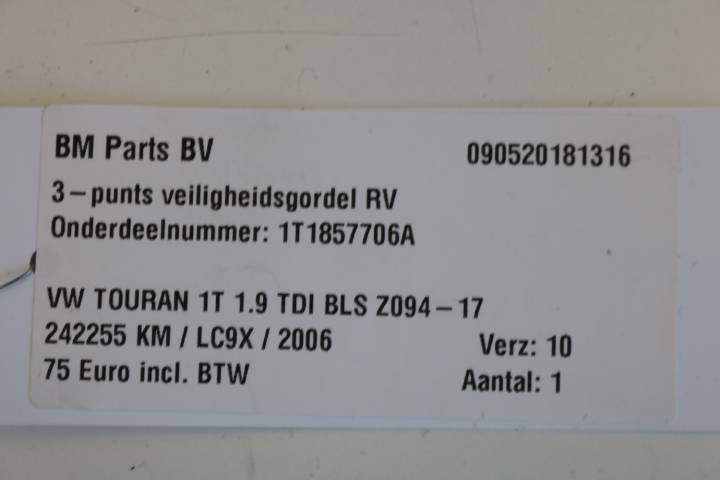 BM Parts BV 090520181316
3-punts veiligheidsgordel RV
Onderdeelnummer: 1T1857706A
VW TOURAN 1T 1.9 TDI BLS Z094-17
242255 KM / LC9X / 2006 Verz: 10
75 Euro incl. BTW Aantal: 1